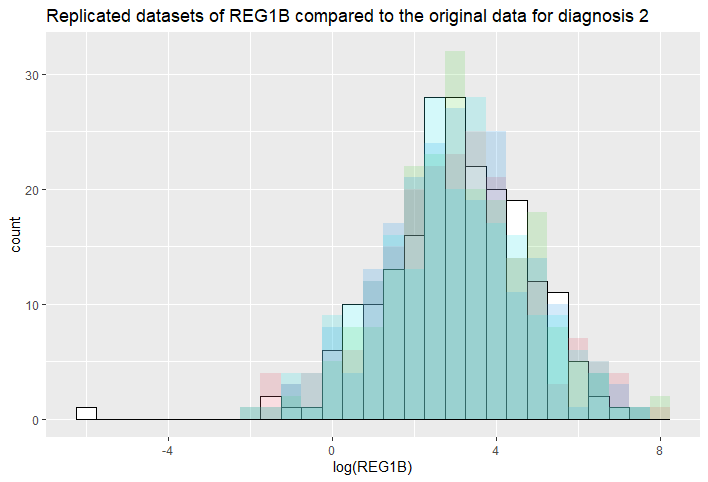 Replicated datasets of REG1B compared to the original data for diagnosis 2
30
20
10
0
count
-4
0
4
8
log(REG1B)